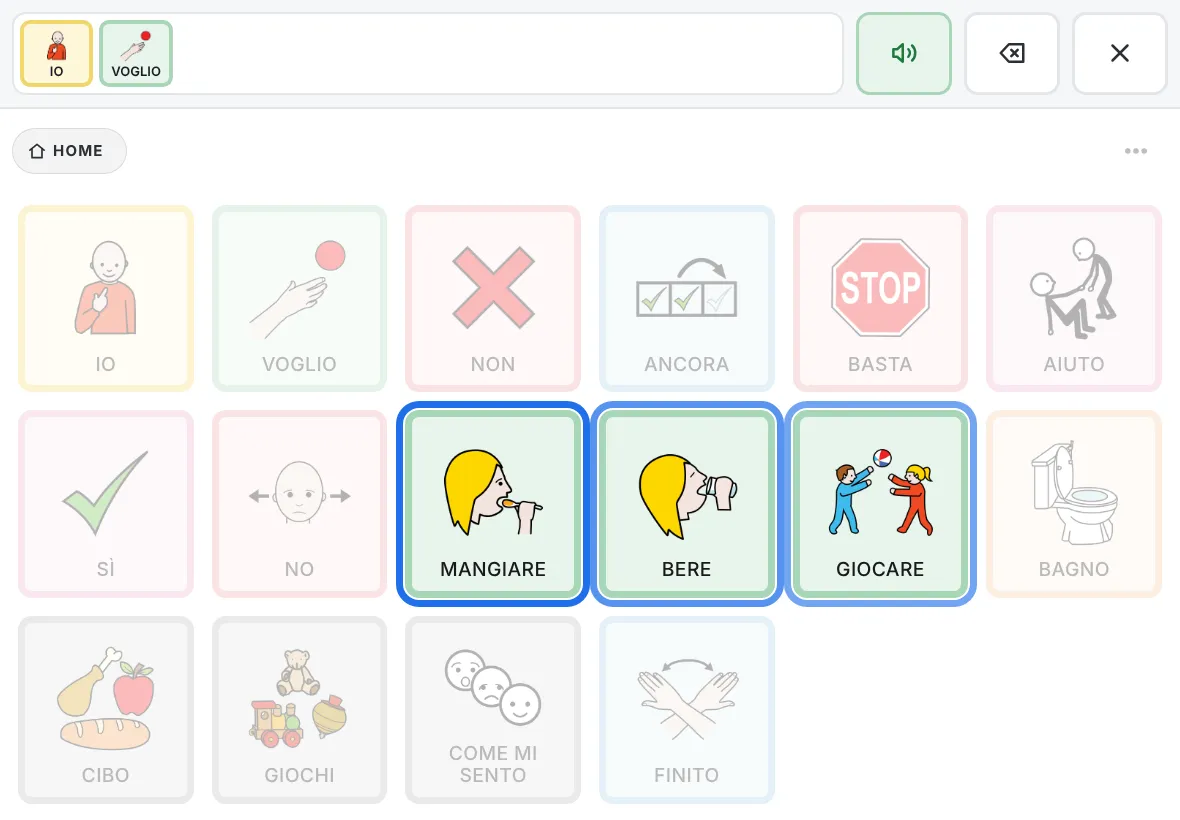 IO
VOGLIO
HOME
IO
VOGLIO
NON
ANCORA
STOP
BASTA
AIUTO
SÌ
NO
MANGIARE
BERE
GIOCARE
BAGNO
CIBO
GIOCHI
COME MI
SENTO
FINITO